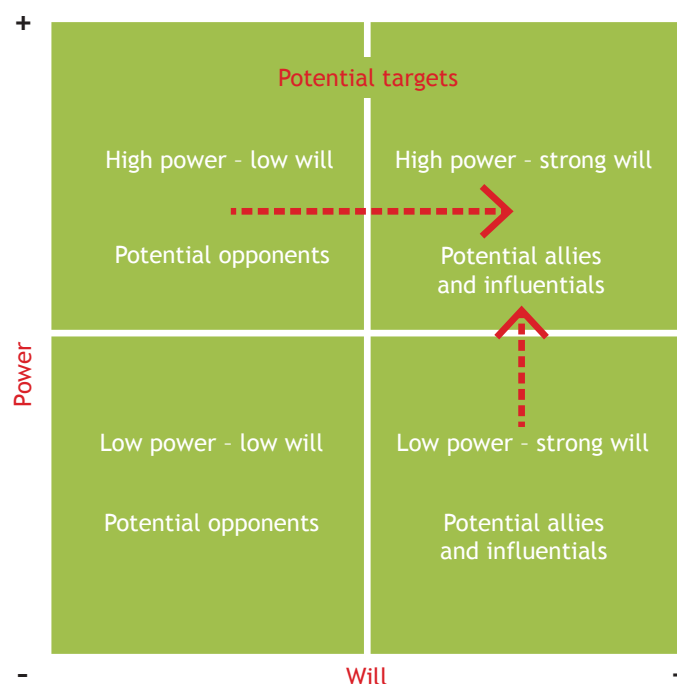 +
Potential targets
High power – low will
High power – strong will
Potential opponents
Potential allies
and influentials
Power
Low power – low will
Low power – strong will
Potential opponents
Potential allies
and influentials
-
Will